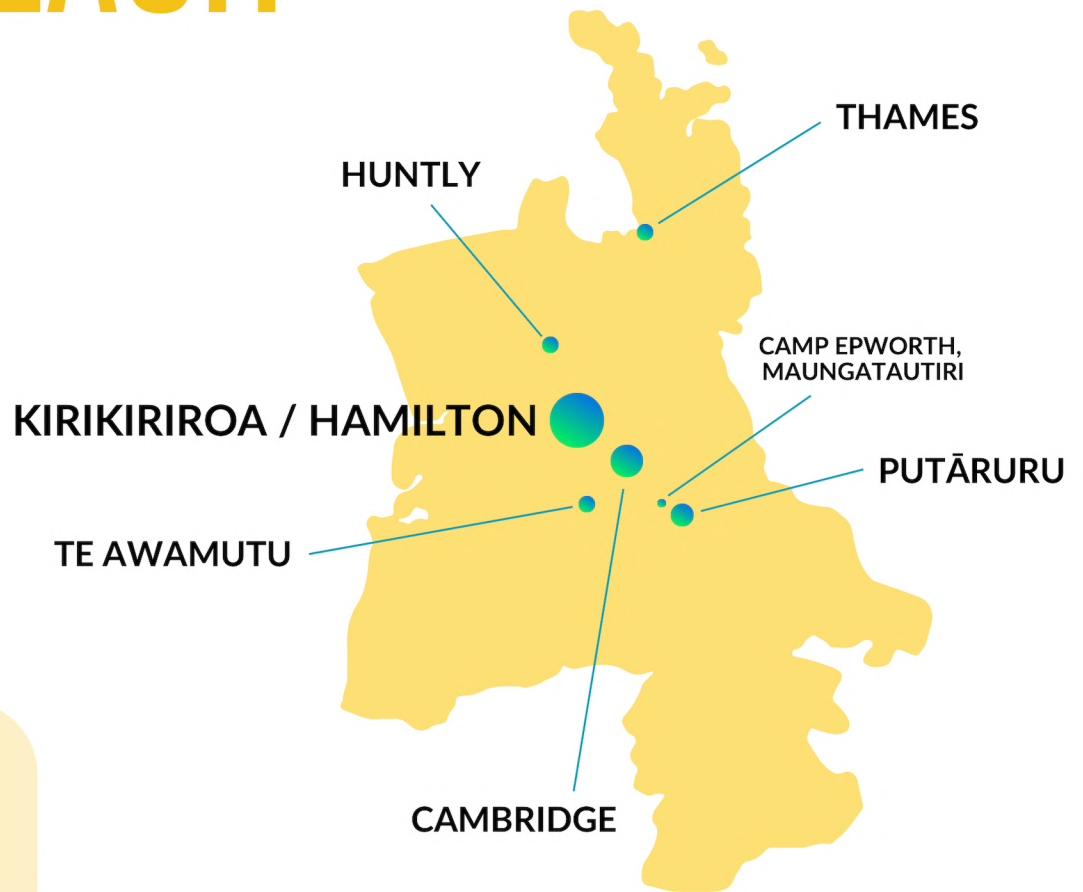 THAMES
HUNTLY
CAMP EPWORTH,
MAUNGATAUTIRI
KIRIKIRIROA / HAMILTON
PUTĀRURU
TE AWAMUTU
CAMBRIDGE